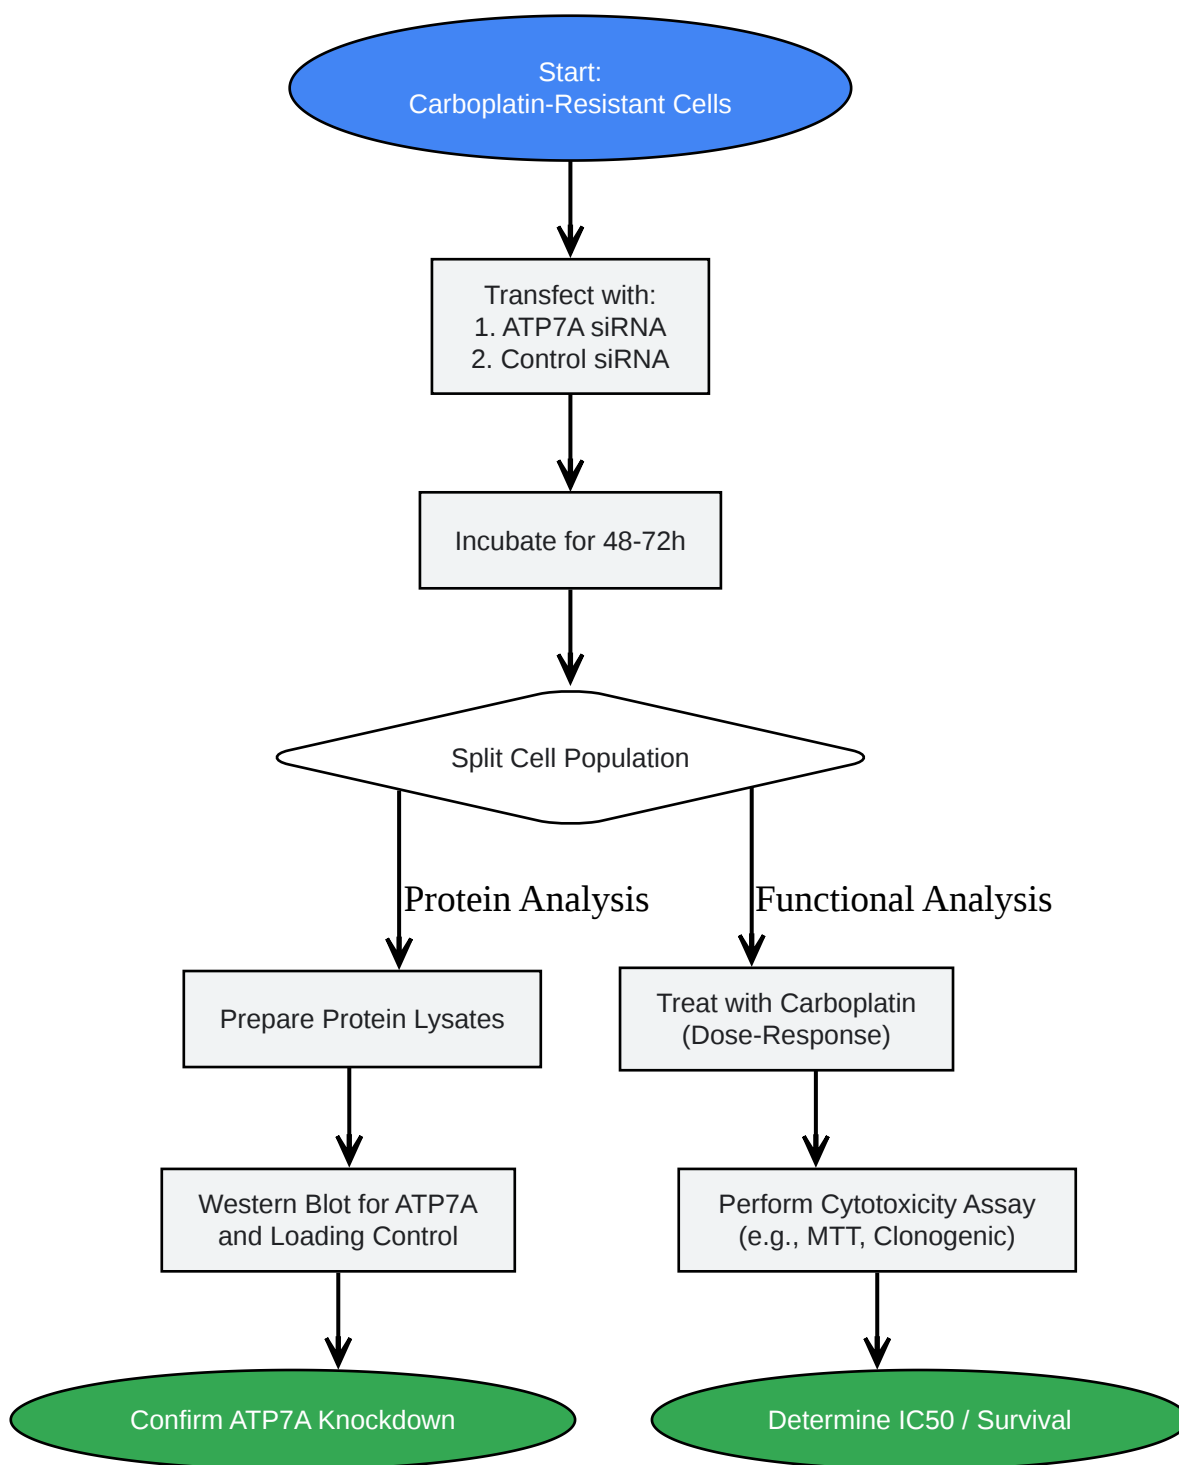 Start:
Carboplatin-Resistant Cells
Transfect with:
1. ATP7A siRNA
2. Control siRNA
Incubate for 48-72h
Split Cell Population
Protein Analysis
Functional Analysis
Prepare Protein Lysates
Treat with Carboplatin
(Dose-Response)
Western Blot for ATP7A
and Loading Control
Perform Cytotoxicity Assay
(e.g., MTT, Clonogenic)
Confirm ATP7A Knockdown
Determine IC50 / Survival